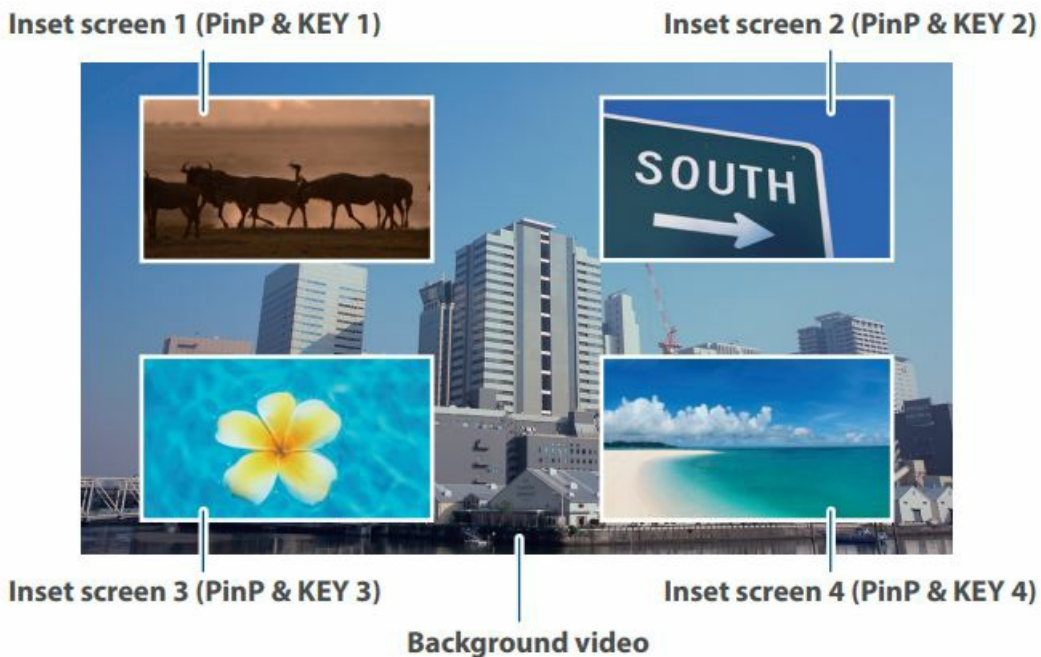 Inset screen 1 (PinP & KEY 1)
Inset screen 2 (PinP & KEY 2)
SOUTH
Inset screen 3 (PinP & KEY 3)
Inset screen 4 (PinP & KEY 4)
Background video